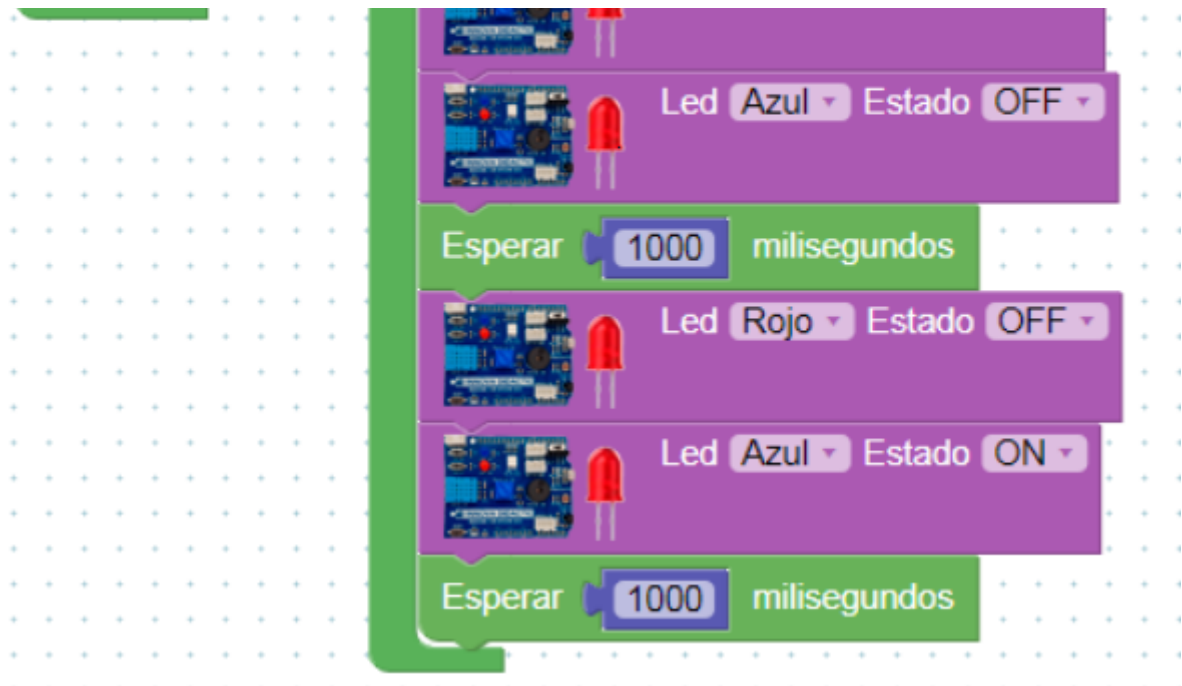 Led Azul Estado OFF
Esperar 1000 milisegundos
Led Rojo Estado OFF
Led Azul Estado ON
Esperar 1000 milisegundos